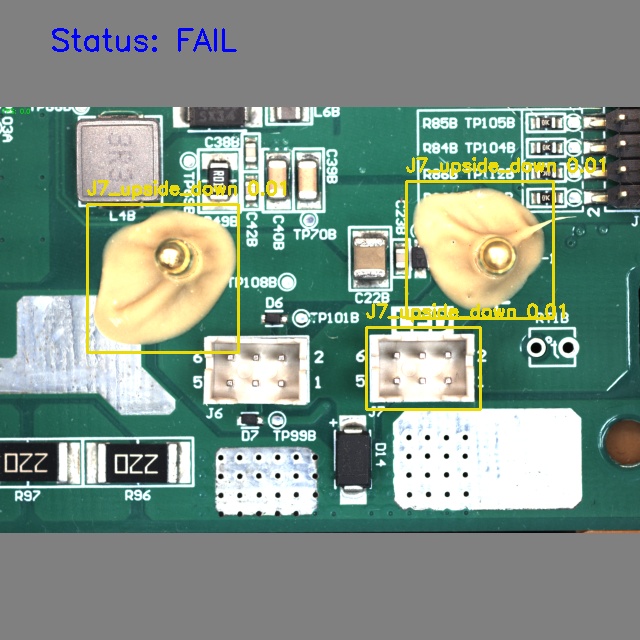 Status: FAIL
L6B
R85B TP105B
C38B
R84B TP104B
C39B
J7_upside_down 0.01
J7_upside_down 0.01
L4B
C42B
C40B
TP70B
2
TP108B
C22B
D6
TP101B
J7_upside_down 0.01
6
2
6
2
5
1
5
1
J6
J7
D7
TP99B
D14
220
220
R97
R96